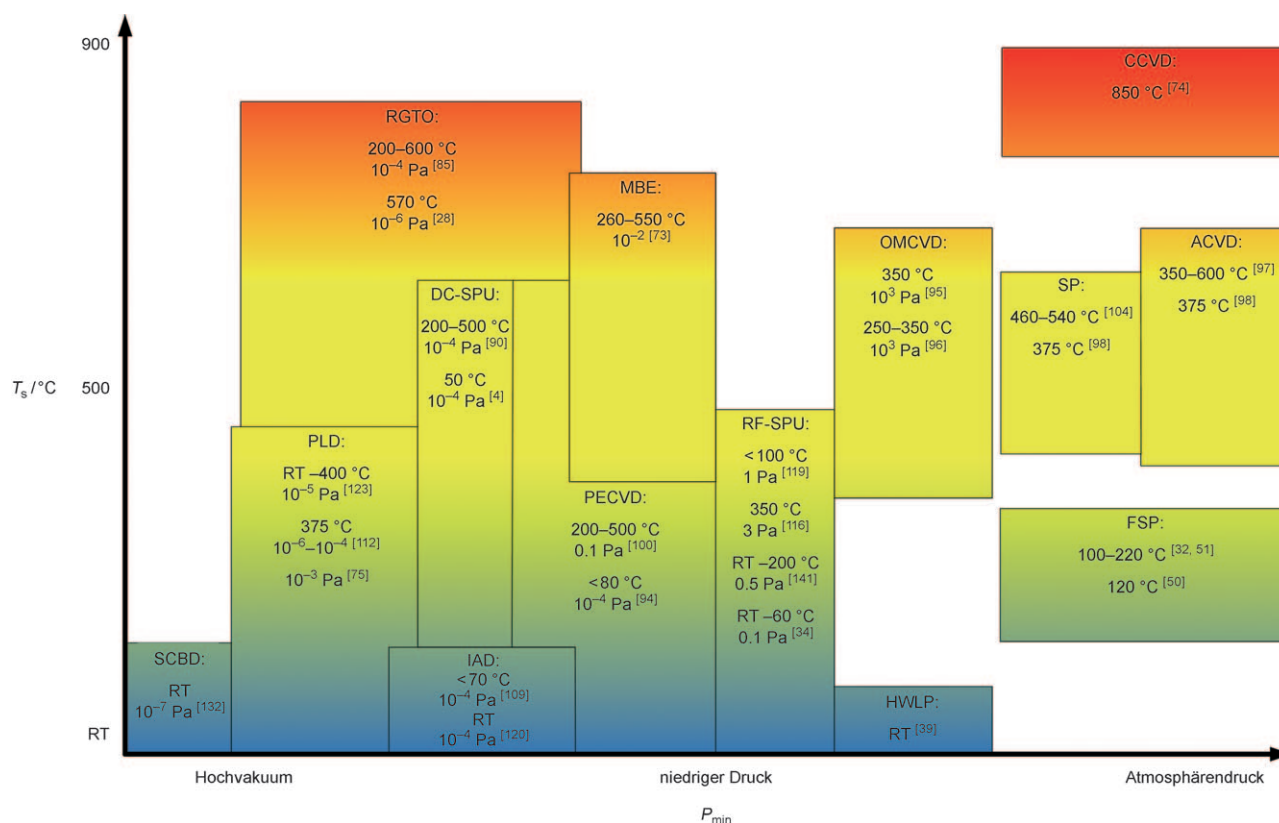 900
500
RT
T_s /°C
CCVD:
850 °C [74]
RGTO:
200–600 °C
10⁻⁴ Pa [85]
570 °C
10⁻⁶ Pa [28]
MBE:
260–550 °C
10⁻² [73]
OMCVD:
350 °C
10³ Pa [95]
250–350 °C
10³ Pa [96]
ACVD:
350–600 °C [97]
375 °C [98]
SP:
460–540 °C [104]
375 °C [98]
DC-SPU:
200–500 °C
10⁻⁴ Pa [90]
50 °C
10⁻⁴ Pa [4]
PLD:
RT –400 °C
10⁻⁵ Pa [123]
375 °C
10⁻⁶–10⁻⁴ [112]
10⁻³ Pa [75]
PECVD:
200–500 °C
0.1 Pa [100]
<80 °C
10⁻⁴ Pa [94]
RF-SPU:
<100 °C
1 Pa [119]
350 °C
3 Pa [116]
RT –200 °C
0.5 Pa [141]
RT –60 °C
0.1 Pa [34]
FSP:
100–220 °C [32, 51]
120 °C [50]
SCBD:
RT
10⁻⁷ Pa [132]
IAD:
<70 °C
10⁻⁴ Pa [109]
RT
10⁻⁴ Pa [120]
HWLP:
RT [39]
Hochvakuum
niedriger Druck
Atmosphärendruck
P_min